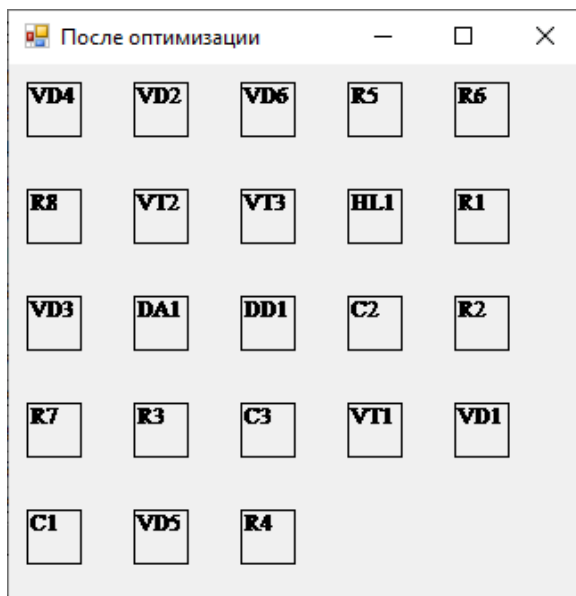 После оптимизации
VD4 VD2 VD6 R5 R6
R8 VT2 VT3 HL1 R1
VD3 DA1 DD1 C2 R2
R7 R3 C3 VT1 VD1
C1 VD5 R4